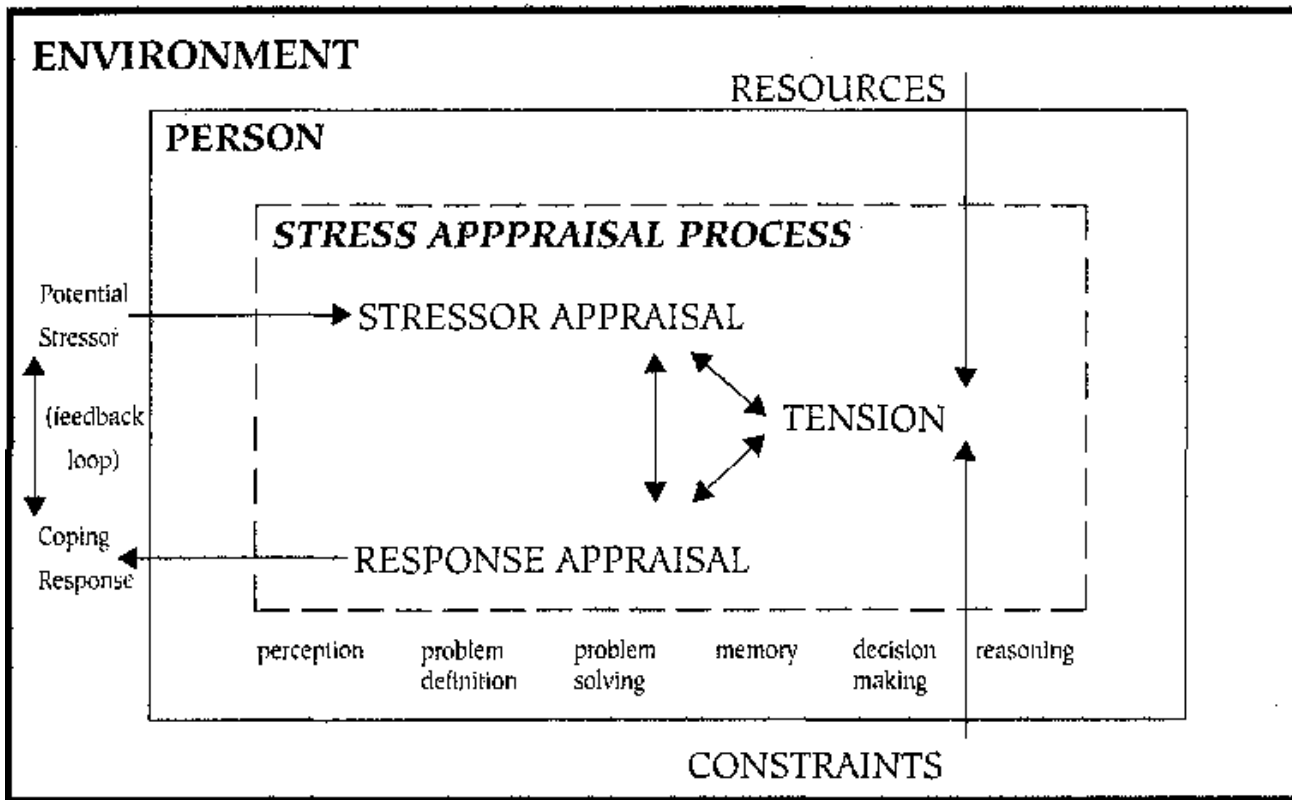 ENVIRONMENT
RESOURCES
PERSON
STRESS APPPRAISAL PROCESS
Potential
Stressor
STRESSOR APPRAISAL
(feedback
loop)
TENSION
Coping
Response
RESPONSE APPRAISAL
perception
problem
definition
problem
solving
memory
decision
making
reasoning
CONSTRAINTS